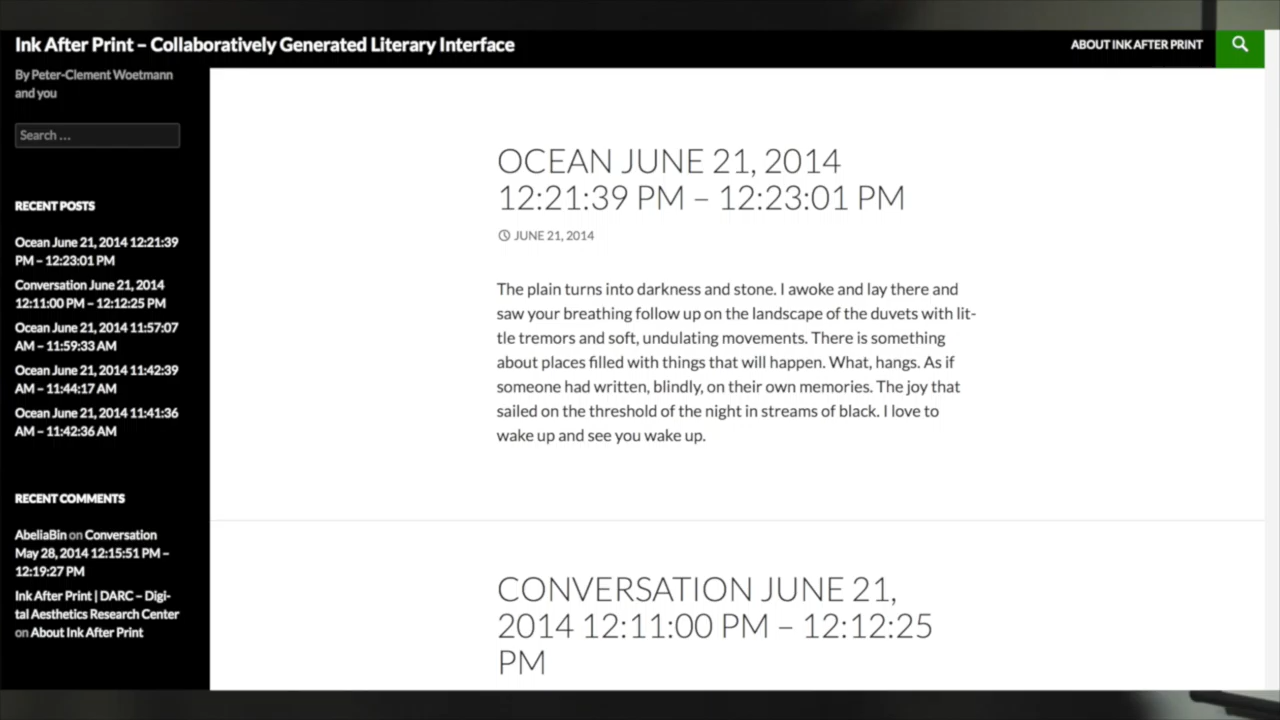 Ink After Print – Collaboratively Generated Literary Interface
ABOUT INK AFTER PRINT
By Peter-Clement Woetmann
and you
Search ...
RECENT POSTS
Ocean June 21, 2014 12:21:39
PM – 12:23:01 PM
Conversation June 21, 2014
12:11:00 PM – 12:12:25 PM
Ocean June 21, 2014 11:57:07
AM – 11:59:33 AM
Ocean June 21, 2014 11:42:39
AM – 11:44:17 AM
Ocean June 21, 2014 11:41:36
AM – 11:42:36 AM
RECENT COMMENTS
AbeliaBin on Conversation
May 28, 2014 12:15:51 PM –
12:19:27 PM
Ink After Print | DARC – Digi-
tal Aesthetics Research Center
on About Ink After Print
OCEAN JUNE 21, 2014
12:21:39 PM – 12:23:01 PM
JUNE 21, 2014
The plain turns into darkness and stone. I awoke and lay there and
saw your breathing follow up on the landscape of the duvets with lit-
tle tremors and soft, undulating movements. There is something
about places filled with things that will happen. What, hangs. As if
someone had written, blindly, on their own memories. The joy that
sailed on the threshold of the night in streams of black. I love to
wake up and see you wake up.
CONVERSATION JUNE 21,
2014 12:11:00 PM – 12:12:25
PM